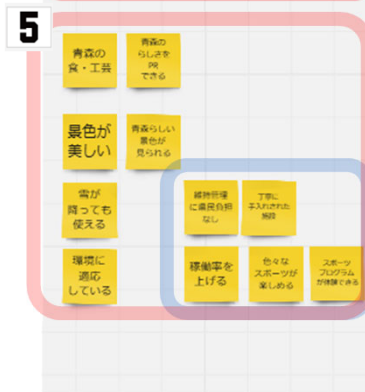 5
青森の
食・工芸
青森の
らしさを
PR
できる
景色が
美しい
青森らしい
景色が
見られる
雪が
降っても
使える
維持管理
に県民負担
なし
丁寧に
手入れされた
施設
環境に
適応
している
稼働率を
上げる
色々な
スポーツが
楽しめる
スポーツ
プログラム
が体験できる